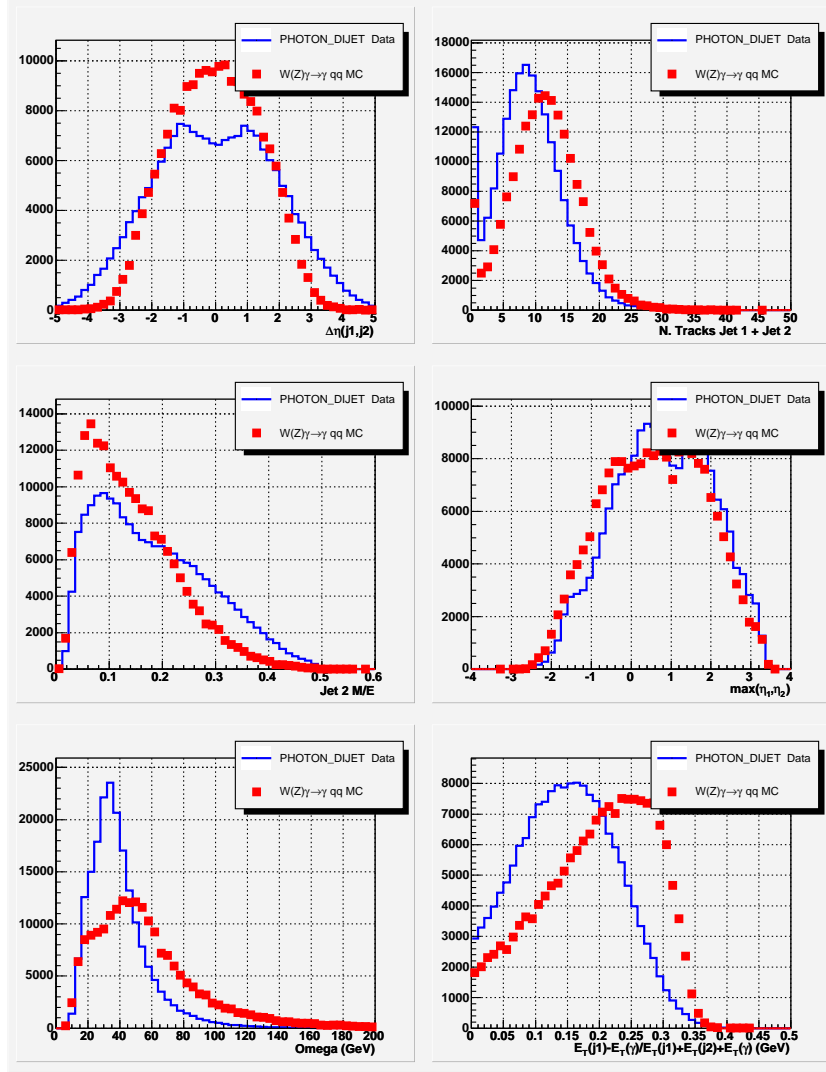 PHOTON_DIJET Data
W(Z)γ→γ qq MC
10000
8000
6000
4000
2000
0
-5 -4 -3 -2 -1 0 1 2 3 4 5
Δη(j1,j2)
PHOTON_DIJET Data
W(Z)γ→γ qq MC
18000
16000
14000
12000
10000
8000
6000
4000
2000
0
0 5 10 15 20 25 30 35 40 45 50
N. Tracks Jet 1 + Jet 2
PHOTON_DIJET Data
W(Z)γ→γ qq MC
14000
12000
10000
8000
6000
4000
2000
0
0 0.1 0.2 0.3 0.4 0.5 0.6
Jet 2 M/E
PHOTON_DIJET Data
W(Z)γ→γ qq MC
10000
8000
6000
4000
2000
0
-4 -3 -2 -1 0 1 2 3 4
max(η₁,η₂)
PHOTON_DIJET Data
W(Z)γ→γ qq MC
25000
20000
15000
10000
5000
0
0 20 40 60 80 100 120 140 160 180 200
Omega (GeV)
PHOTON_DIJET Data
W(Z)γ→γ qq MC
8000
7000
6000
5000
4000
3000
2000
1000
0
0 0.05 0.1 0.15 0.2 0.25 0.3 0.35 0.4 0.45 0.5
E_T(j1)-E_T(γ)/E_T(j1)+E_T(j2)+E_T(γ) (GeV)